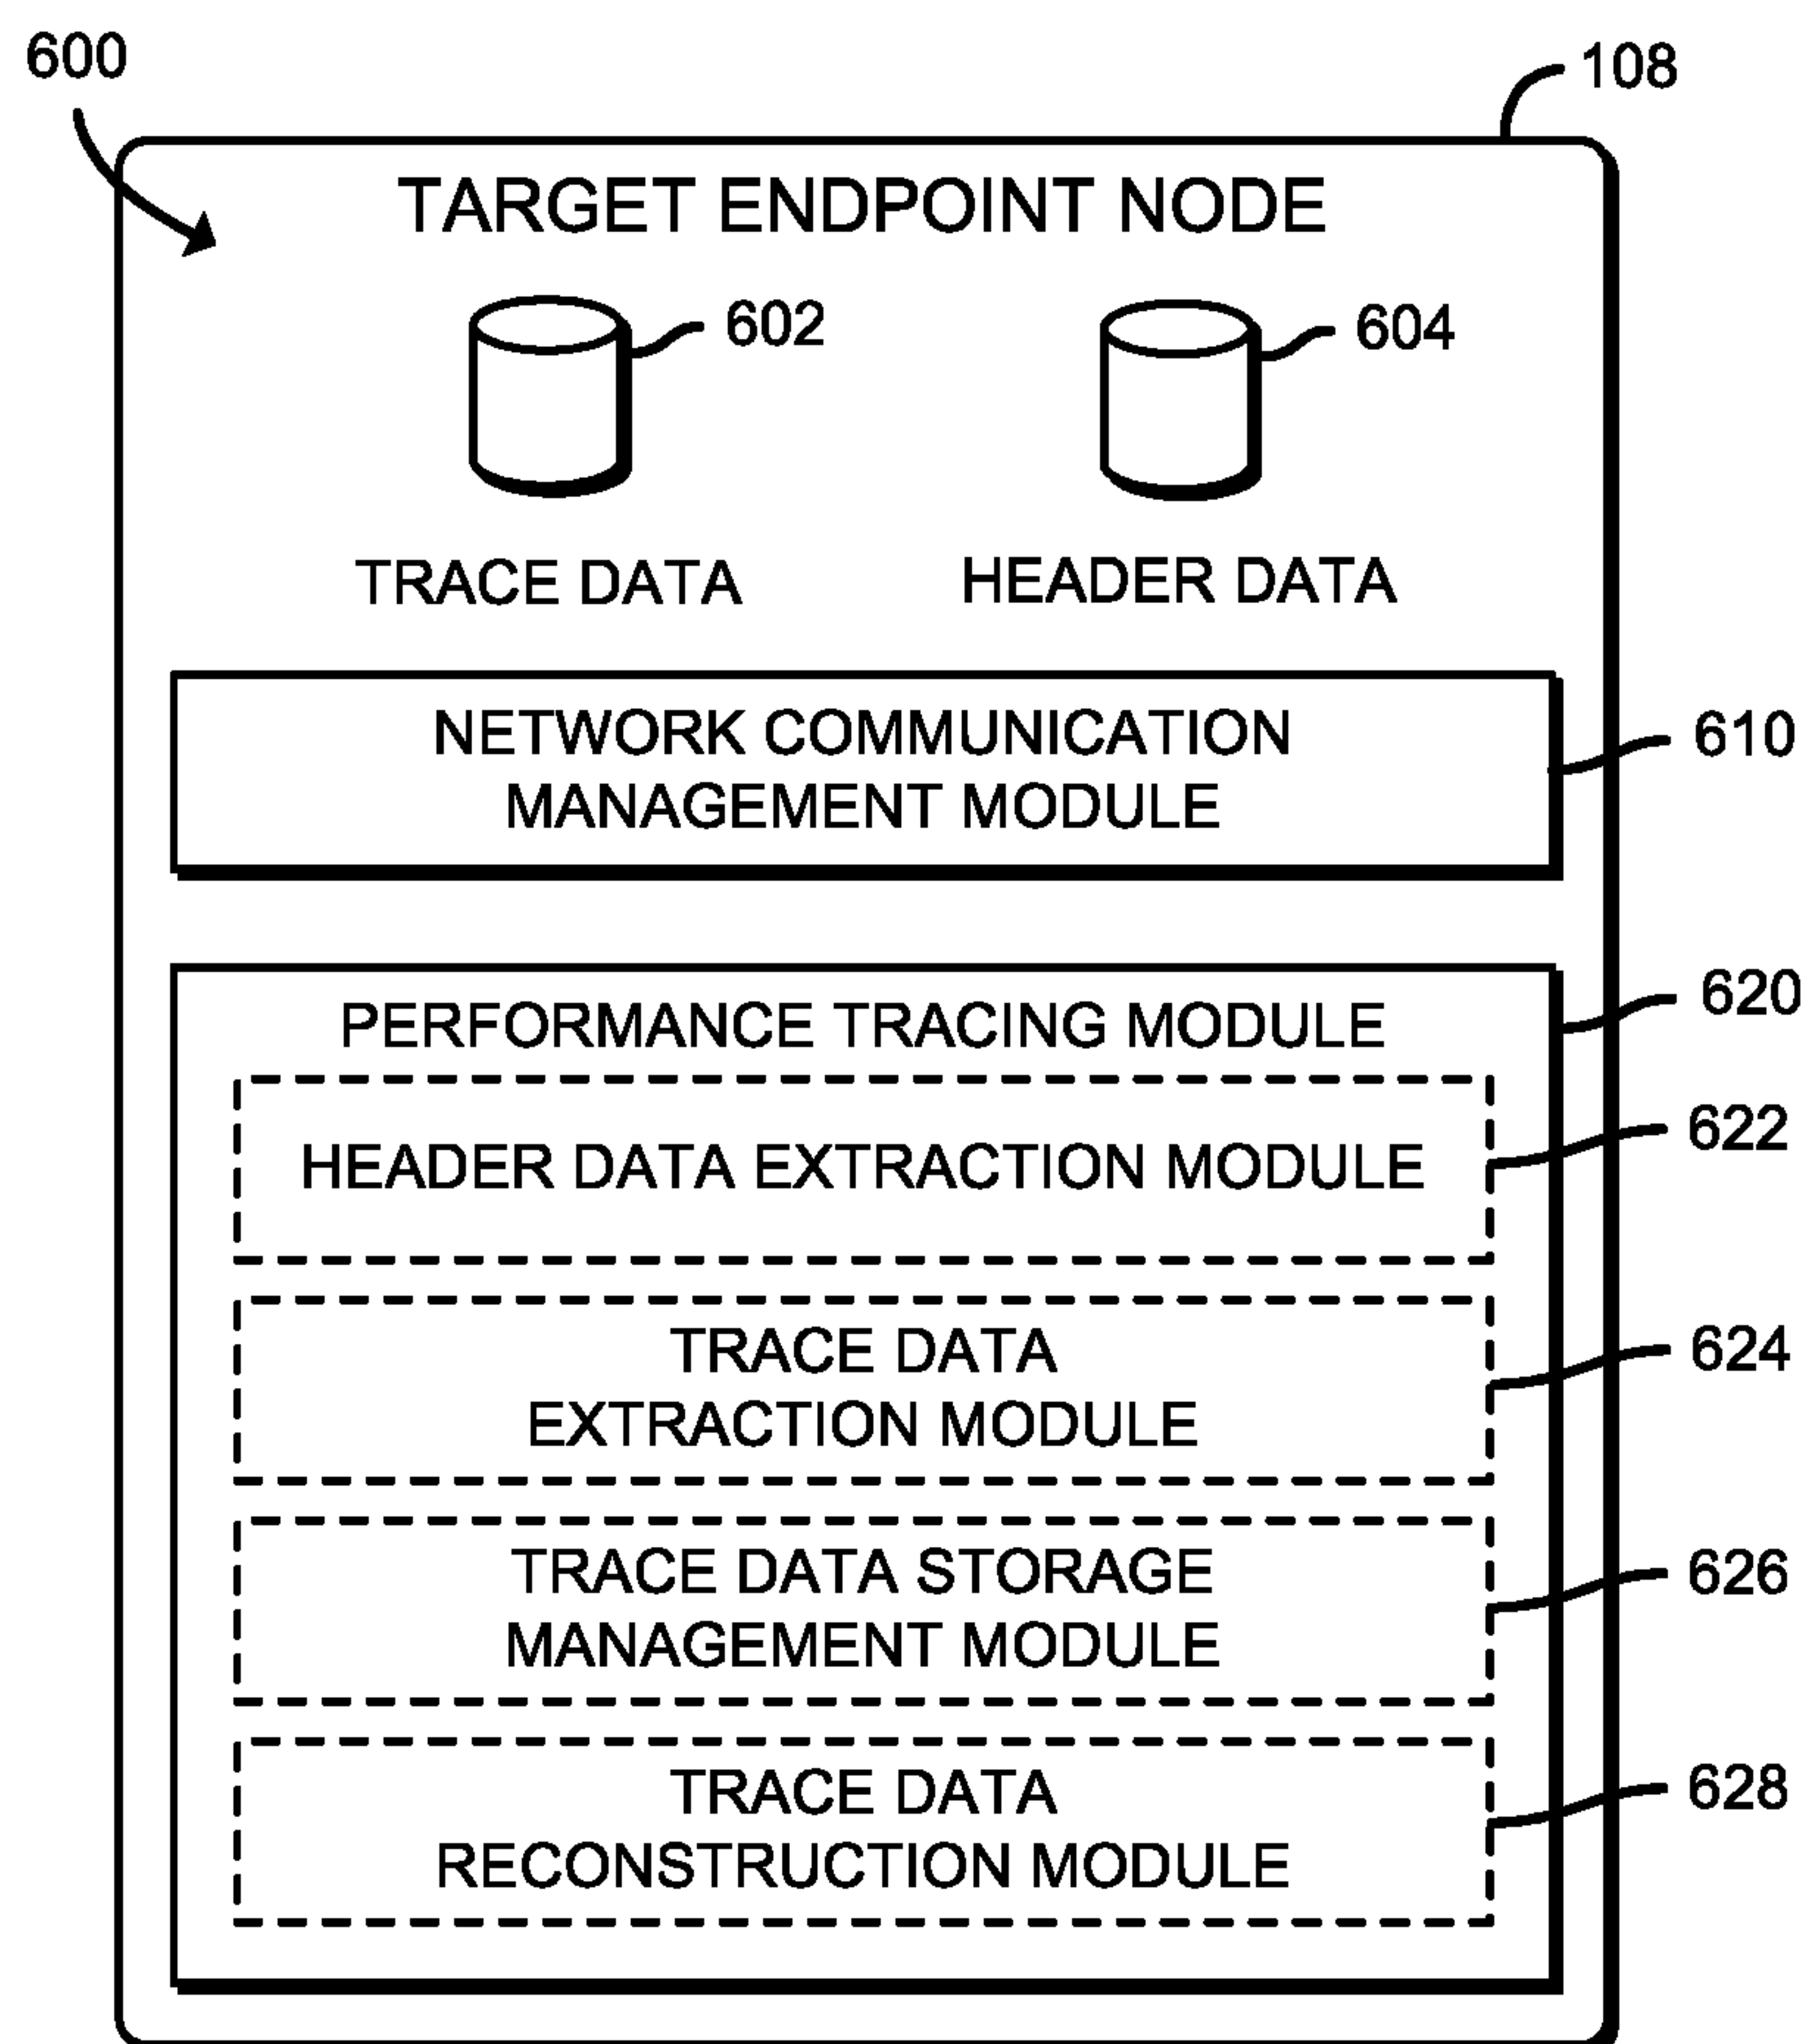 600
108
TARGET ENDPOINT NODE
602
604
TRACE DATA
HEADER DATA
NETWORK COMMUNICATION
MANAGEMENT MODULE
610
PERFORMANCE TRACING MODULE
620
HEADER DATA EXTRACTION MODULE
622
TRACE DATA
EXTRACTION MODULE
624
TRACE DATA STORAGE
MANAGEMENT MODULE
626
TRACE DATA
RECONSTRUCTION MODULE
628